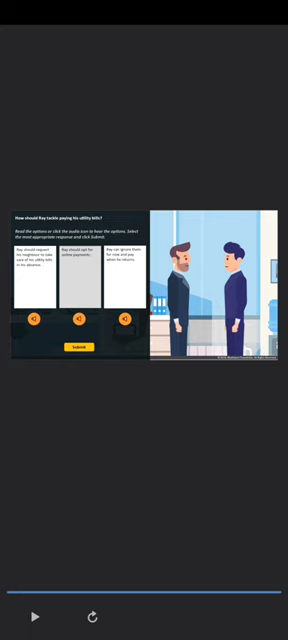 How should Ray tackle paying his utility bills?
Read the options or click the audio icon to hear the options. Select
the most appropriate response and click Submit.
Ray should request
his neighbour to take
care of his utility bills
in his absence.
Ray should opt for
online payments.
Ray can ignore them
for now and pay
when he returns.
Submit